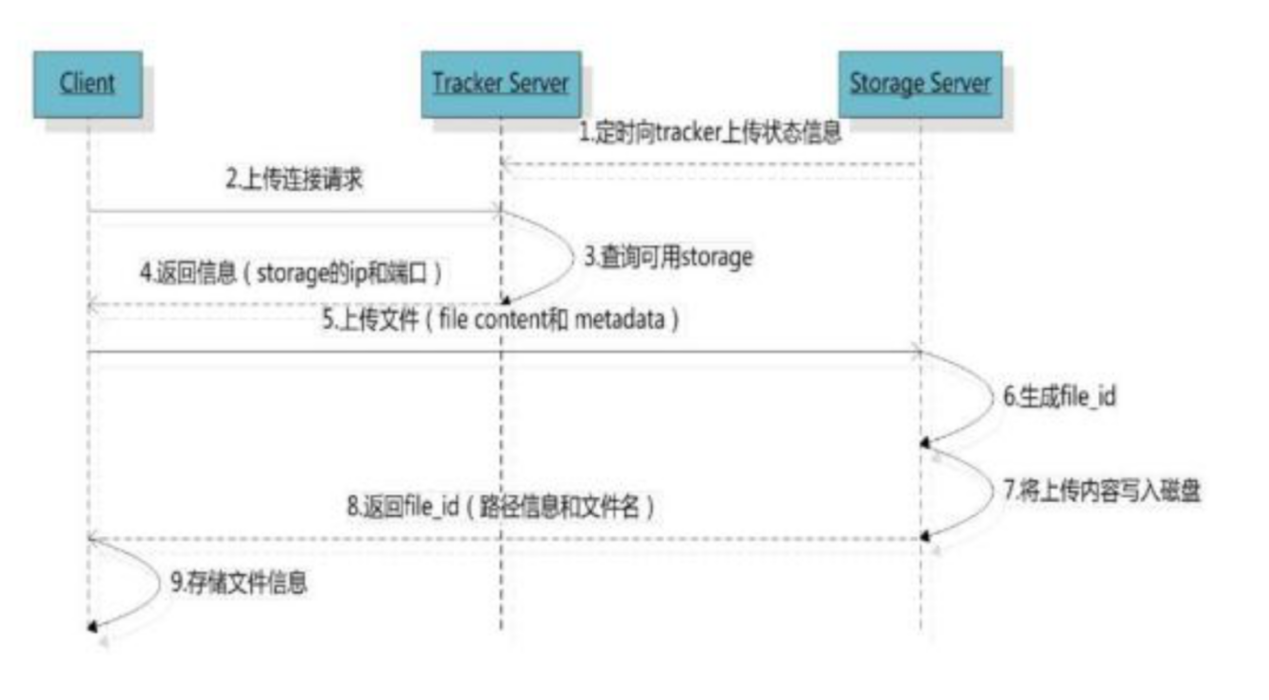 Client
Tracker Server
Storage Server
1.定时向tracker上传状态信息
2.上传连接请求
3.查询可用storage
4.返回信息（storage的ip和端口）
5.上传文件（file content和 metadata）
6.生成file_id
7.将上传内容写入磁盘
8.返回file_id（路径信息和文件名）
9.存储文件信息